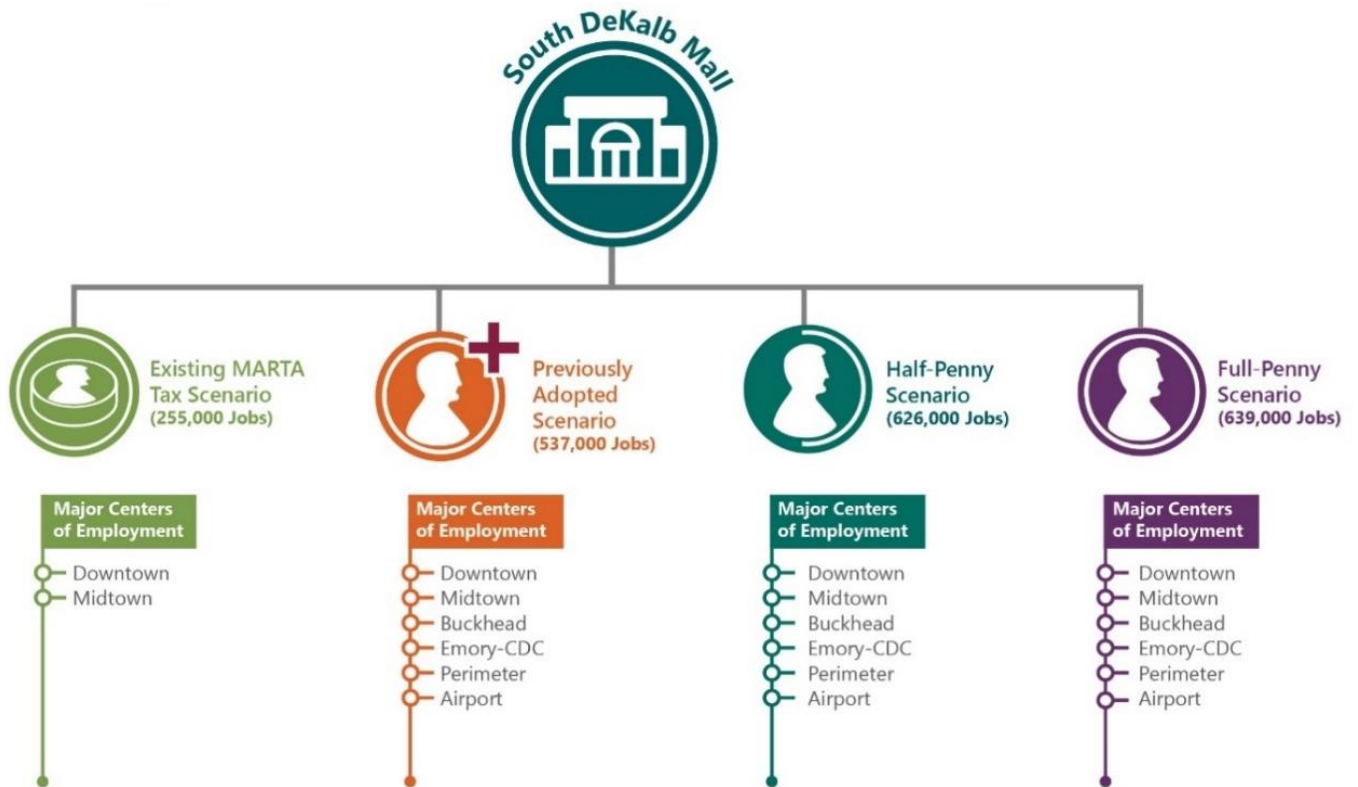 South DeKalb Mall
Existing MARTA
Tax Scenario
(255,000 Jobs)
Major Centers
of Employment
Downtown
Midtown
Previously
Adopted
Scenario
(537,000 Jobs)
Major Centers
of Employment
Downtown
Midtown
Buckhead
Emory-CDC
Perimeter
Airport
Half-Penny
Scenario
(626,000 Jobs)
Major Centers
of Employment
Downtown
Midtown
Buckhead
Emory-CDC
Perimeter
Airport
Full-Penny
Scenario
(639,000 Jobs)
Major Centers
of Employment
Downtown
Midtown
Buckhead
Emory-CDC
Perimeter
Airport